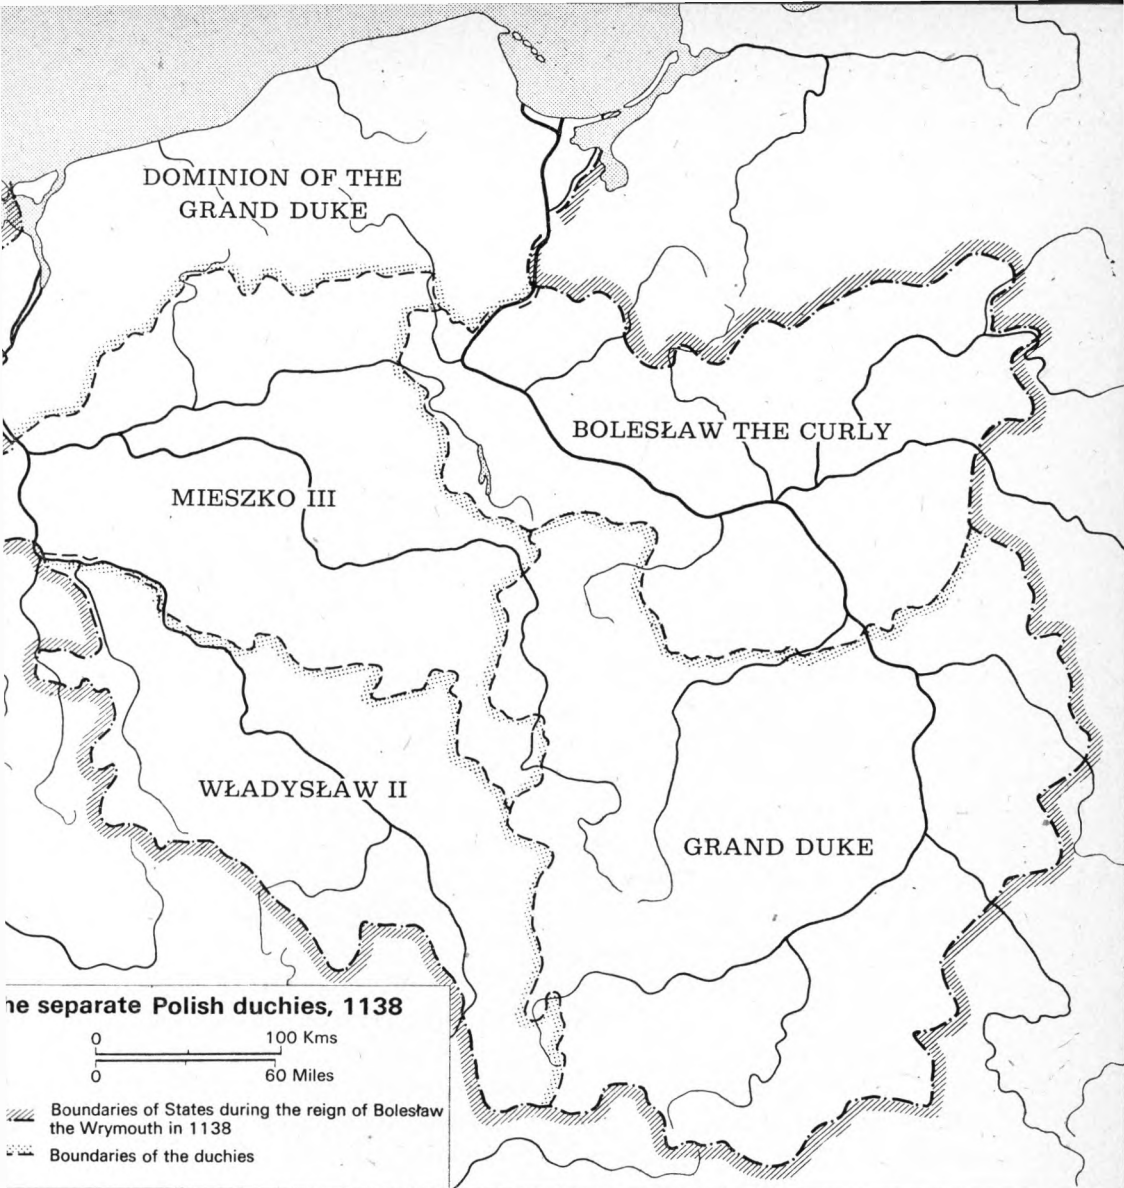 DOMINION OF THE
GRAND DUKE
BOLESŁAW THE CURLY
MIESZKO III
WŁADYSŁAW II
GRAND DUKE
he separate Polish duchies, 1138
0 100 Kms
0 60 Miles
Boundaries of States during the reign of Bolesław
the Wrymouth in 1138
Boundaries of the duchies